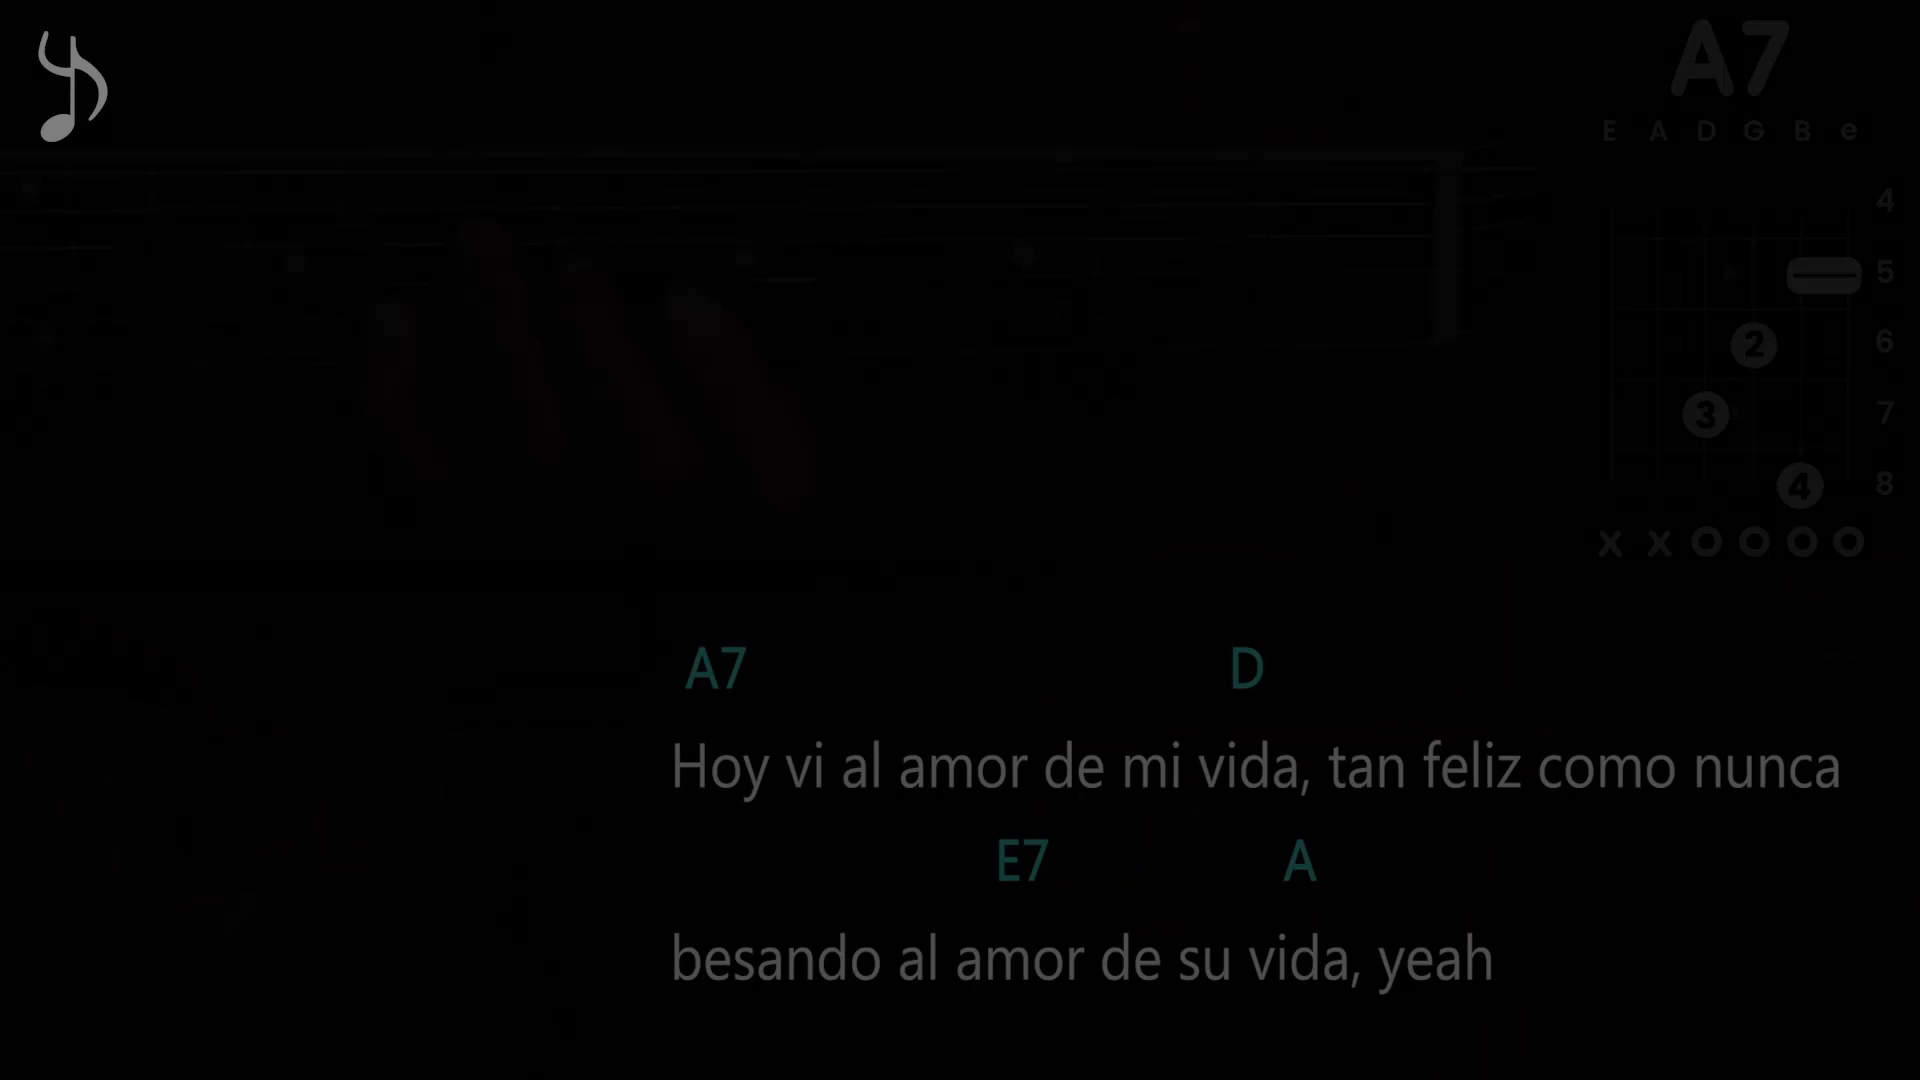 A7
E A D G B e
4
5
2 6
3 7
4 8
x x o o o o
A7 D
Hoy vi al amor de mi vida, tan feliz como nunca
E7 A
besando al amor de su vida, yeah